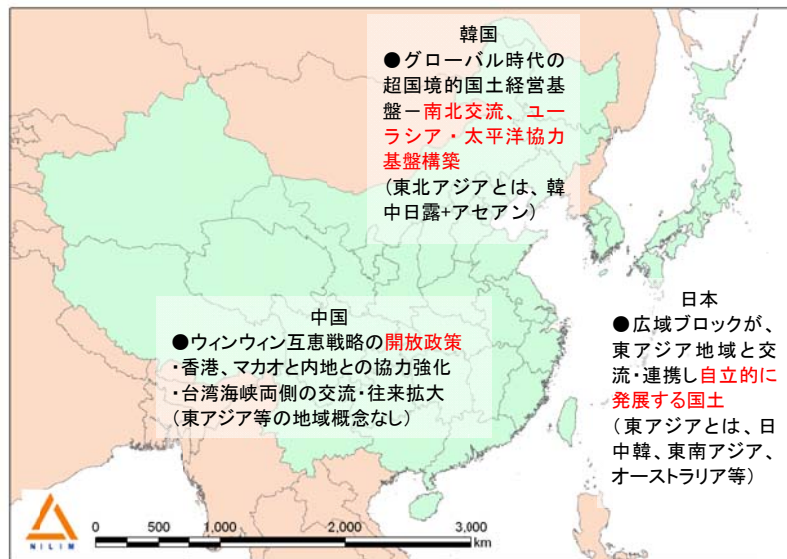 韓国
●グローバル時代の
超国境的国土経営基
盤－南北交流、ユー
ラシア・太平洋協力
基盤構築
（東北アジアとは、韓
中日露+アセアン）
中国
●ウィンウィン互恵戦略の開放政策
・香港、マカオと内地との協力強化
・台湾海峡両側の交流・往来拡大
（東アジア等の地域概念なし）
日本
●広域ブロックが、
東アジア地域と交
流・連携し自立的に
発展する国土
（東アジアとは、日
中韓、東南アジア、
オーストラリア等）
NILIM
0 500 1,000 2,000 3,000
km